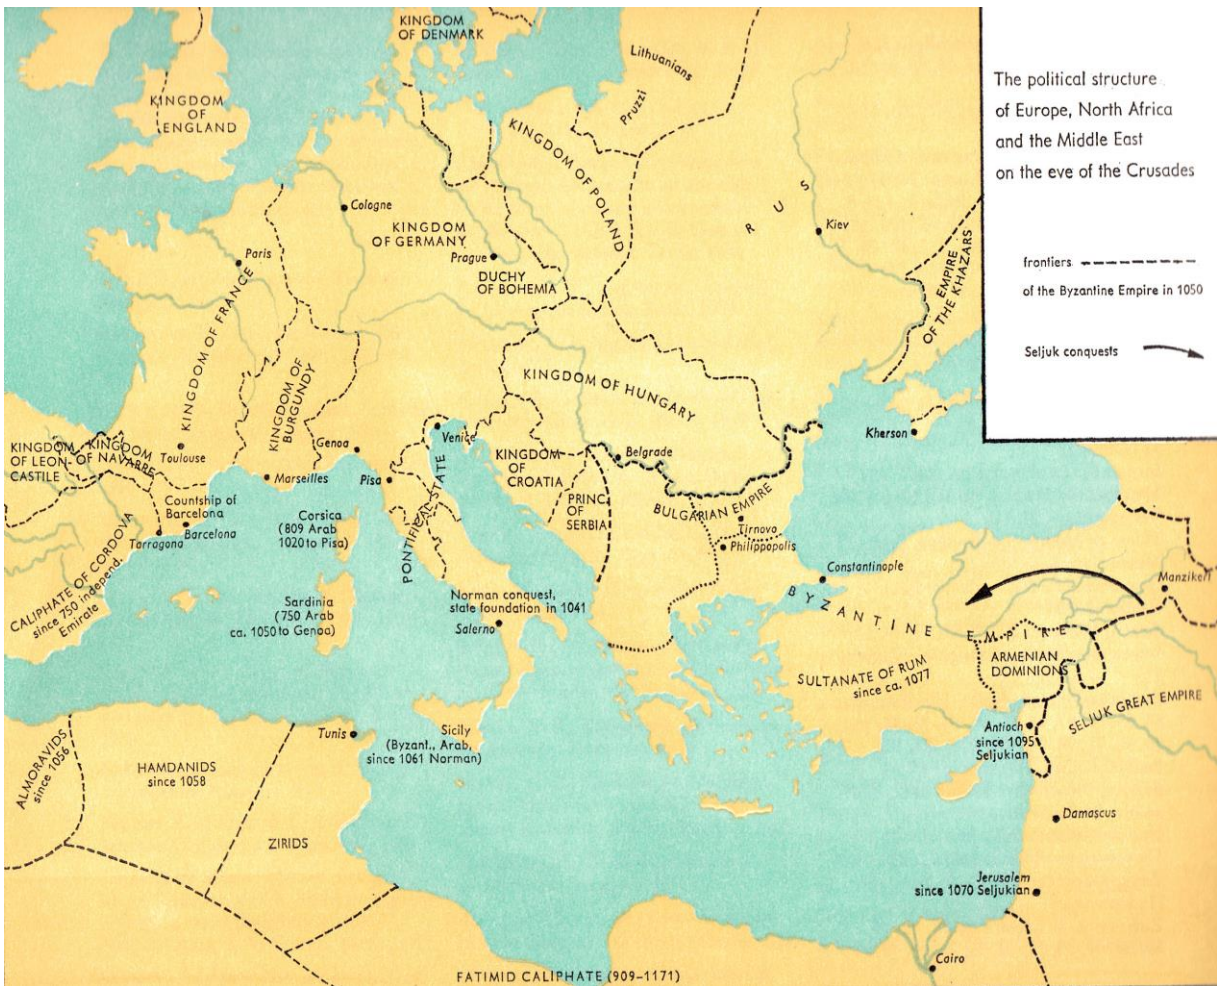 The political structure
of Europe, North Africa
and the Middle East
on the eve of the Crusades
frontiers
of the Byzantine Empire in 1050
Seljuk conquests
KINGDOM
OF DENMARK
Lithuanians
Pruzzi
KINGDOM
OF
ENGLAND
KINGDOM OF POLAND
RUS
Kiev
Cologne
KINGDOM
OF GERMANY
Prague
DUCHY
OF BOHEMIA
Paris
KINGDOM OF FRANCE
EMPIRE
OF THE KHAZARS
KINGDOM OF
BURGUNDY
KINGDOM OF HUNGARY
KINGDOM
OF LEON-
CASTILE
KINGDOM
OF NAVARRE
Toulouse
Genoa
Venice
Kherson
Marseilles
Pisa
KINGDOM
OF
CROATIA
Belgrade
PRINC.
OF
SERBIA
BULGARIAN EMPIRE
Tirnovo
Philippopolis
Countship of
Barcelona
Barcelona
Tarragona
Corsica
(809 Arab
1020 to Pisa)
PONTIFICAL STATE
CALIPHATE OF CORDOVA
since 750 independ.
Emirate
Constantinople
Manzikert
BYZANTINE EMPIRE
Sardinia
(750 Arab
ca. 1050 to Genoa)
Norman conquest,
state foundation in 1041
Salerno
ARMENIAN
DOMINIONS
SULTANATE OF RUM
since ca. 1077
SELJUK GREAT EMPIRE
Antioch
since 1095
Seljukian
Tunis
Sicily
(Byzant., Arab,
since 1061 Norman)
ALMORAVIDS
since 1056
HAMDANIDS
since 1058
ZIRIDS
Damascus
Jerusalem
since 1070 Seljukian
Cairo
FATIMID CALIPHATE (909-1171)